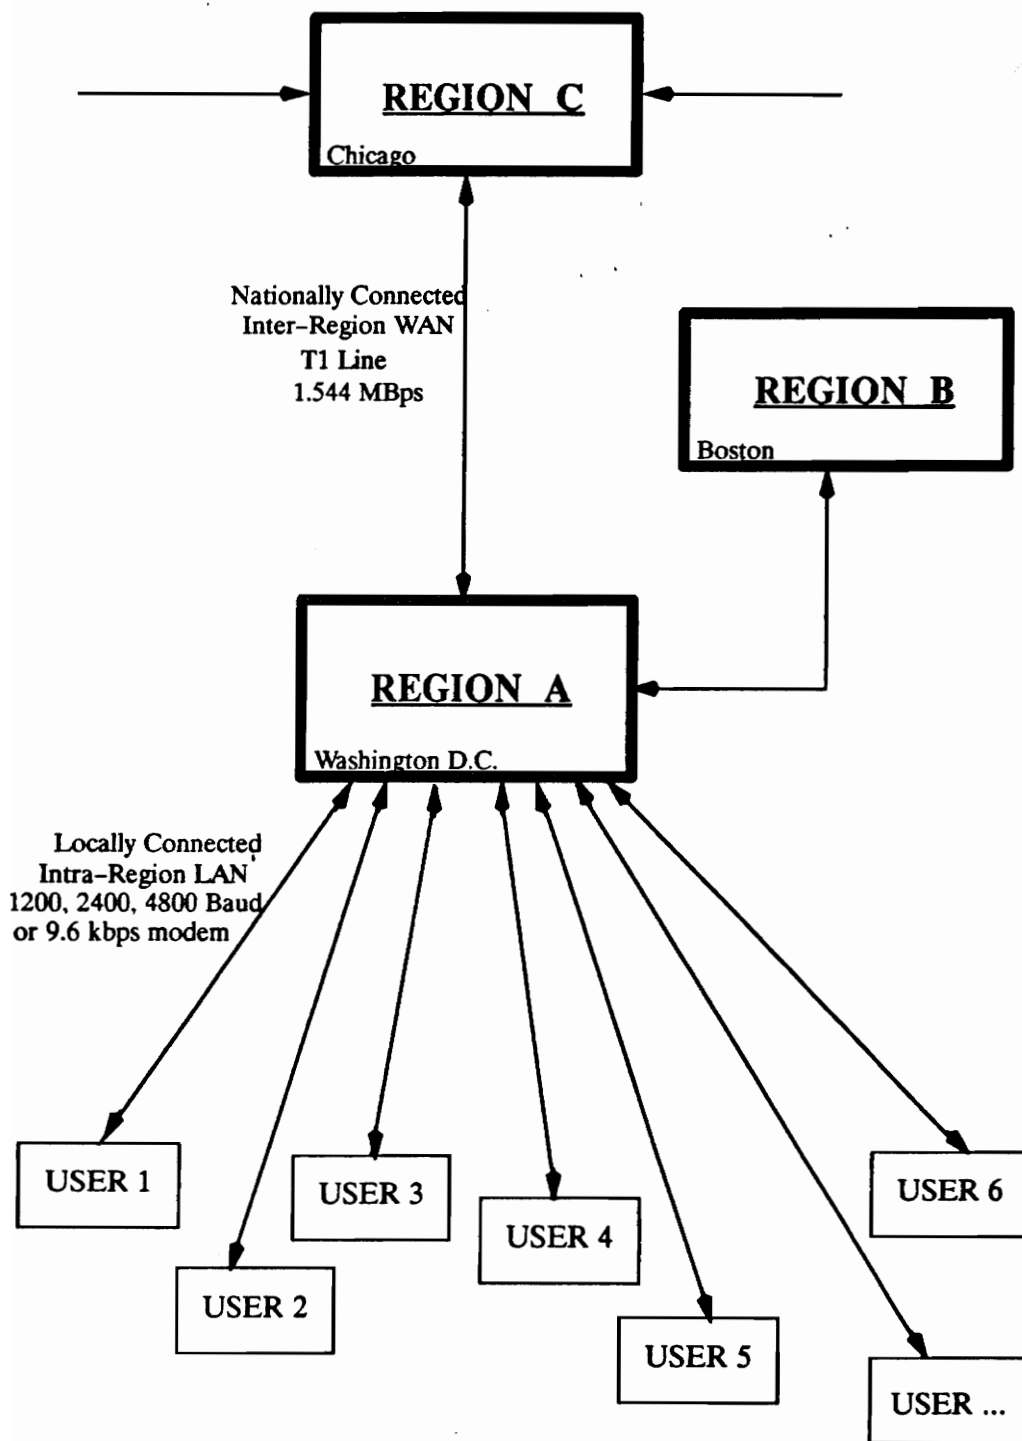 REGION C
Chicago
Nationally Connected
Inter-Region WAN
T1 Line
1.544 MBps
REGION B
Boston
REGION A
Washington D.C.
Locally Connected
Intra-Region LAN
1200, 2400, 4800 Baud
or 9.6 kbps modem
USER 1
USER 2
USER 3
USER 4
USER 5
USER 6
USER ...